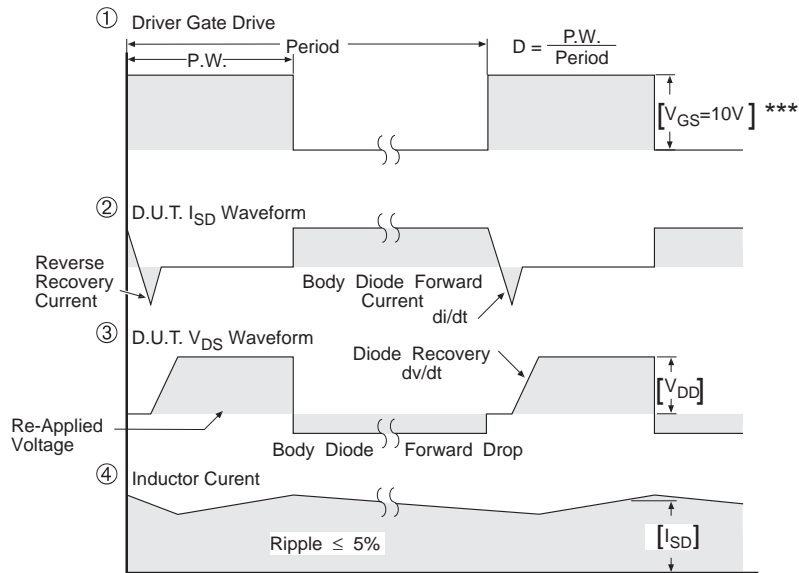 ① Driver Gate Drive
P.W.
Period
D = P.W.
Period
[VGS=10V] ***
② D.U.T. ISD Waveform
Reverse
Recovery
Current
Body Diode Forward
Current
di/dt
③ D.U.T. VDS Waveform
Diode Recovery
dv/dt
[VDD]
Re-Applied
Voltage
Body Diode Forward Drop
④ Inductor Curent
Ripple ≤ 5%
[ISD]